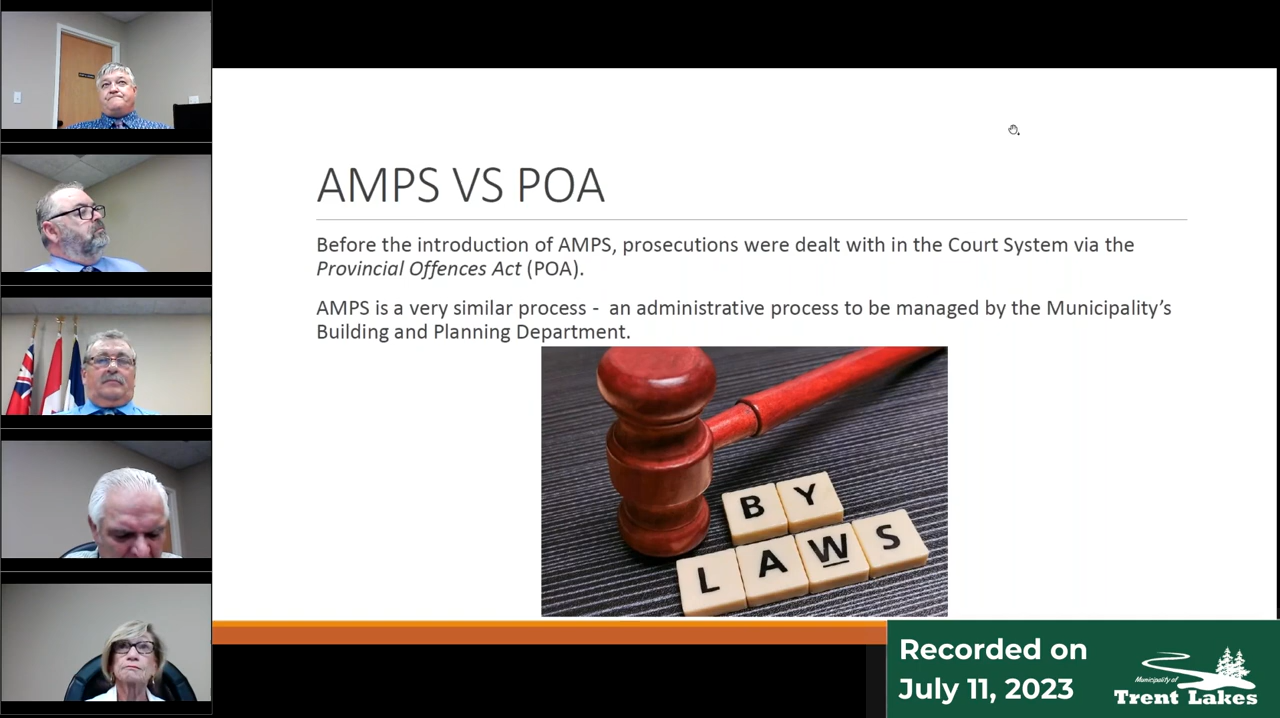 AMPS VS POA
Before the introduction of AMPS, prosecutions were dealt with in the Court System via the
Provincial Offences Act (POA).
AMPS is a very similar process - an administrative process to be managed by the Municipality's
Building and Planning Department.
BY
LAWS
Recorded on
July 11, 2023
Municipality of
Trent Lakes